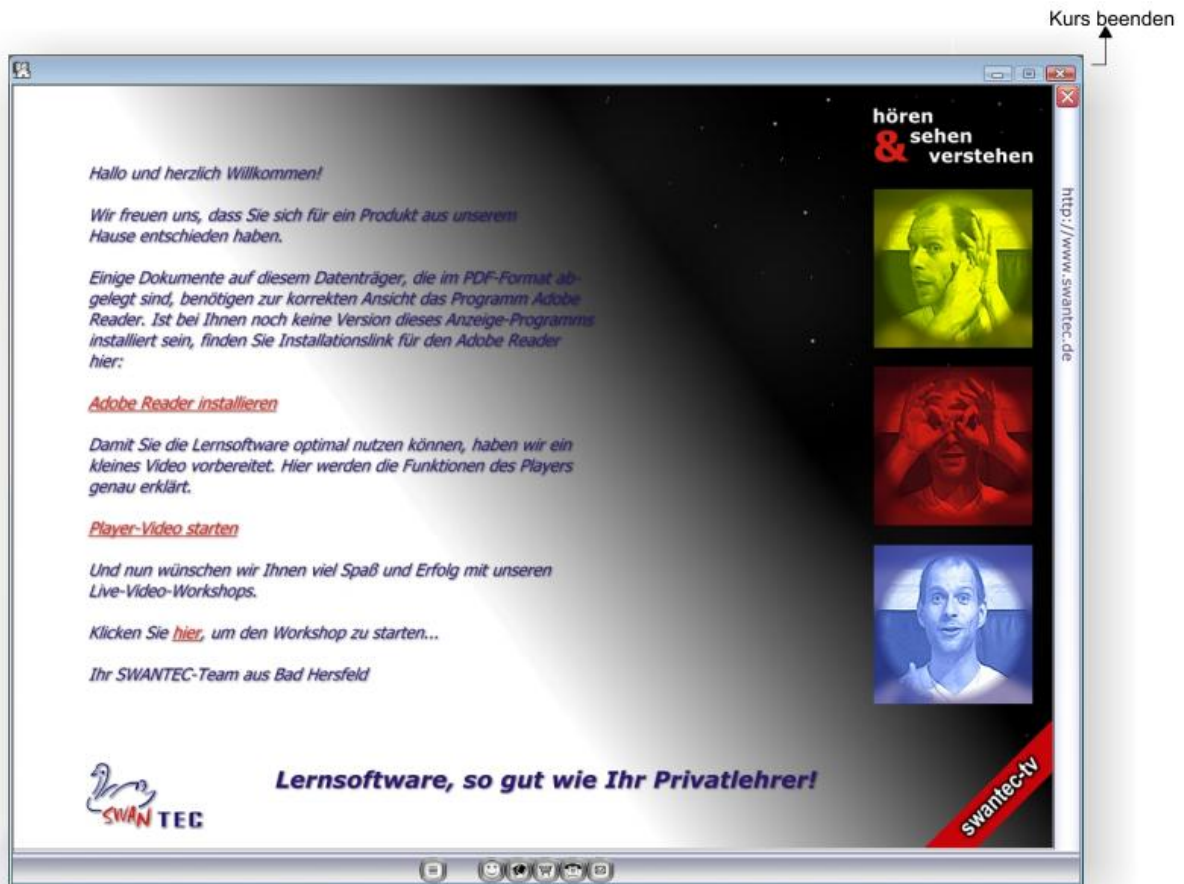 Kurs beenden
hören
& sehen
verstehen
http://www.swantec.de
Hallo und herzlich Willkommen!
Wir freuen uns, dass Sie sich für ein Produkt aus unserem
Hause entschieden haben.
Einige Dokumente auf diesem Datenträger, die im PDF-Format ab-
gelegt sind, benötigen zur korrekten Ansicht das Programm Adobe
Reader. Ist bei Ihnen noch keine Version dieses Anzeige-Programms
installiert sein, finden Sie Installationslink für den Adobe Reader
hier:
Adobe Reader installieren
Damit Sie die Lernsoftware optimal nutzen können, haben wir ein
kleines Video vorbereitet. Hier werden die Funktionen des Players
genau erklärt.
Player-Video starten
Und nun wünschen wir Ihnen viel Spaß und Erfolg mit unseren
Live-Video-Workshops.
Klicken Sie hier, um den Workshop zu starten...
Ihr SWANTEC-Team aus Bad Hersfeld
Lernsoftware, so gut wie Ihr Privatlehrer!
SWANTEC
swantec-tv